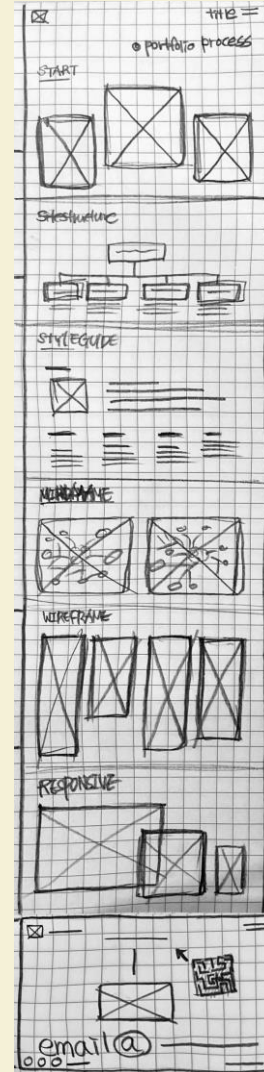 TITLE
• portfolio process
START
Sitestructure
STYLEGUIDE
WIREFRAME
RESPONSIVE
email@